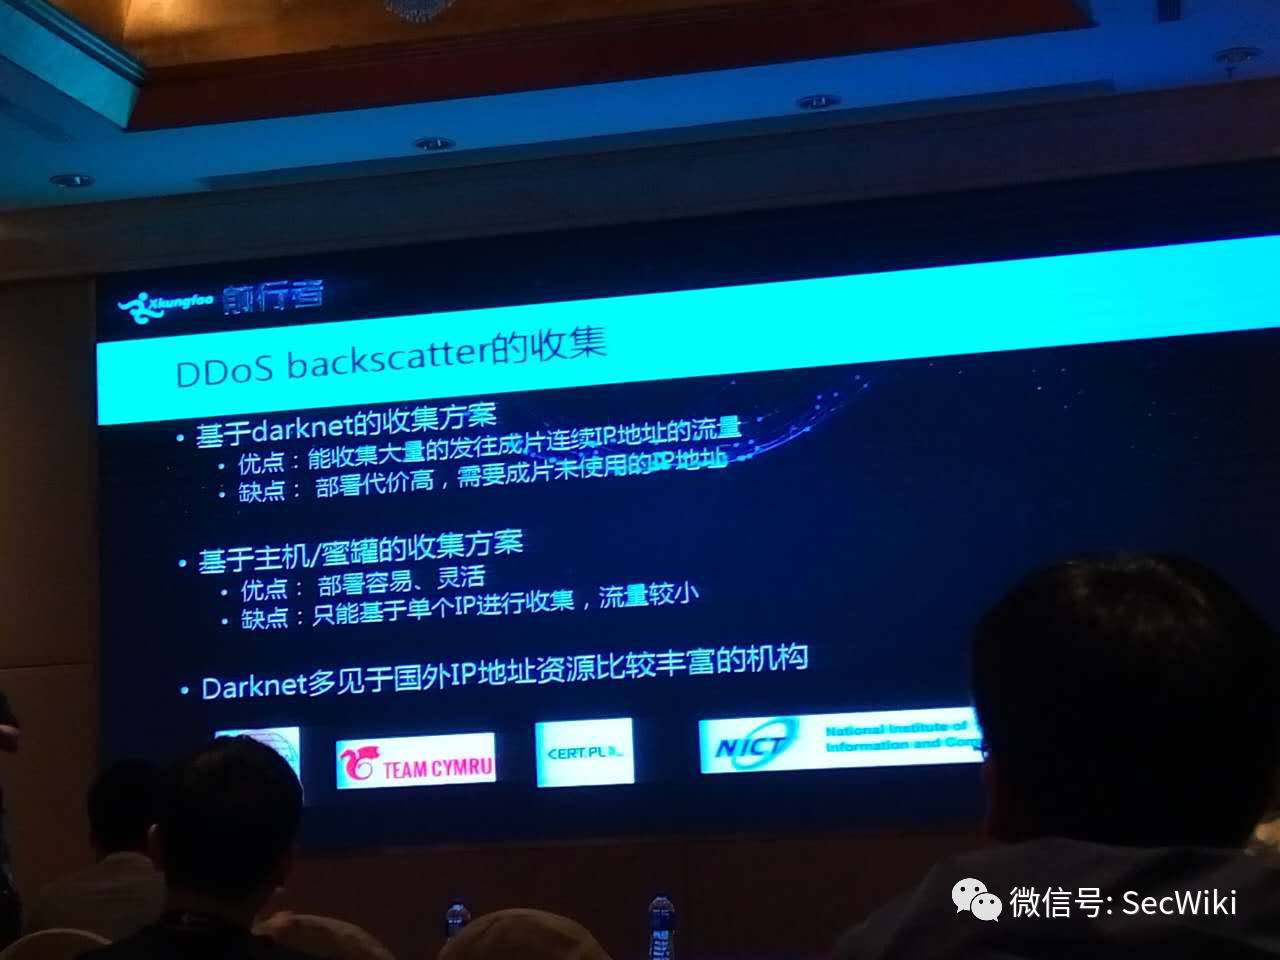 Xkungfoo 前行者
DDoS backscatter的收集
• 基于darknet的收集方案
• 优点：能收集大量的发往成片连续IP地址的流量
• 缺点： 部署代价高，需要成片未使用的IP地址
• 基于主机/蜜罐的收集方案
• 优点： 部署容易、灵活
• 缺点：只能基于单个IP进行收集，流量较小
• Darknet多见于国外IP地址资源比较丰富的机构
TEAM CYMRU
CERT.PL
NICT
National Institute of
Information and
微信号: SecWiki